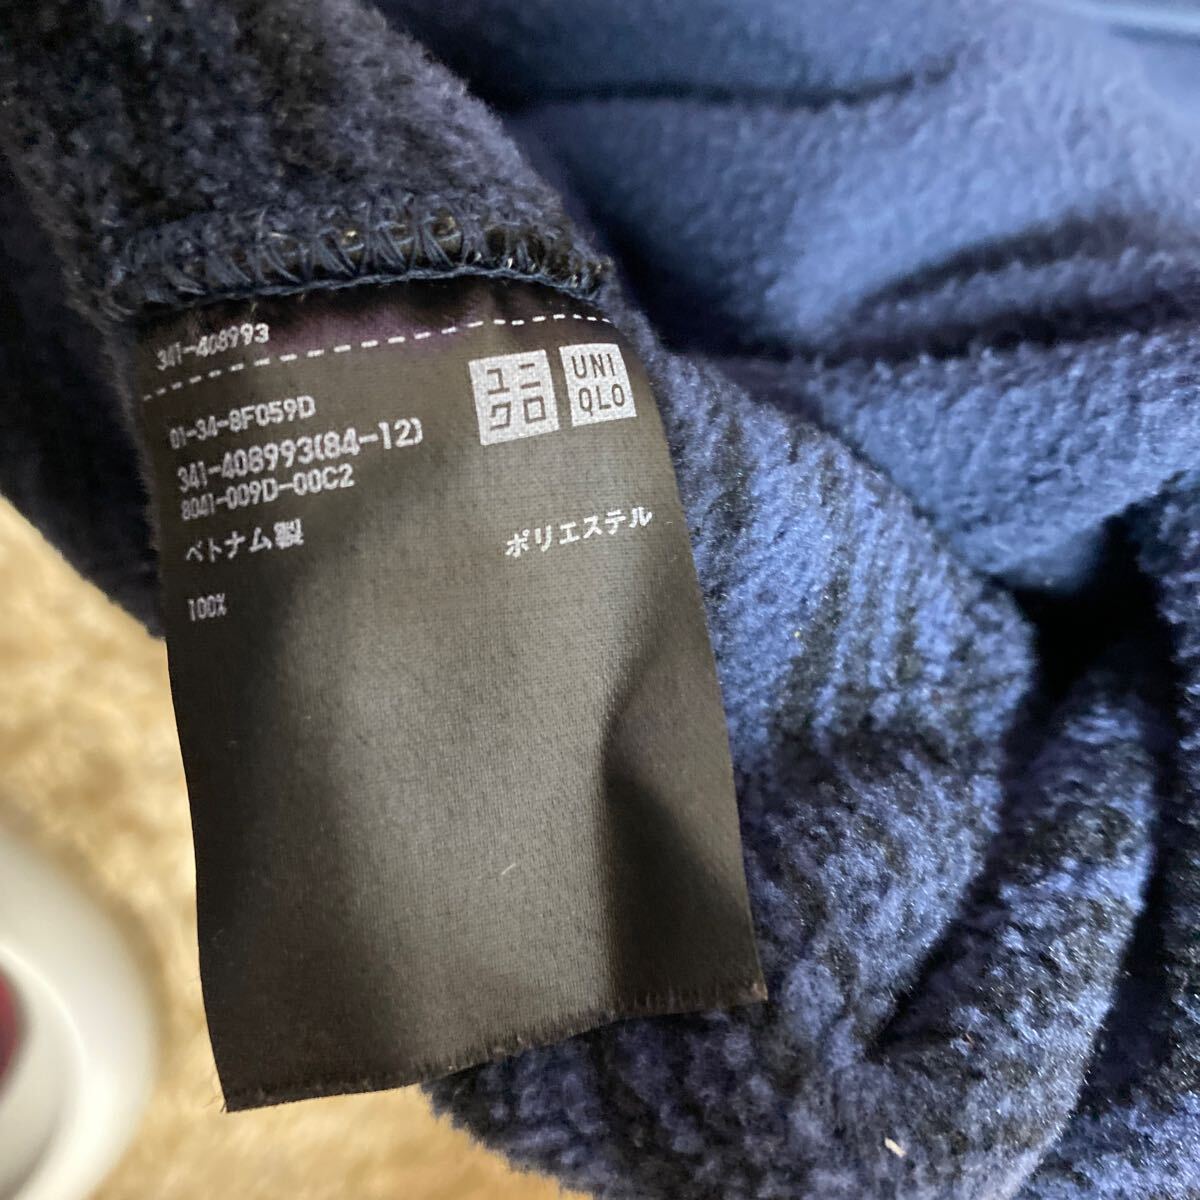 341-408993
ユニ
クロ
UNI
QLO
01-34-8F059D
341-408993(84-12)
8041-009D-00C2
ベトナム製
ポリエステル
100%